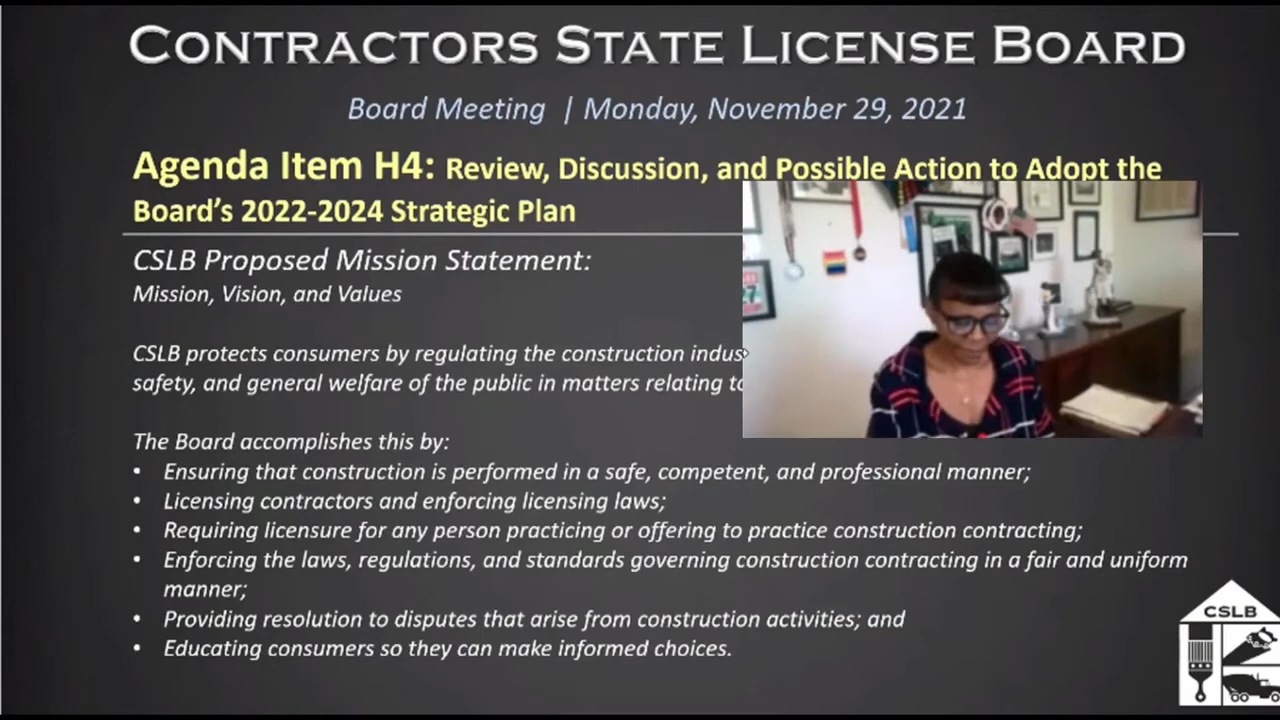 CONTRACTORS STATE LICENSE BOARD
Board Meeting | Monday, November 29, 2021
Agenda Item H4: Review, Discussion, and Possible Action to Adopt the
Board's 2022-2024 Strategic Plan
CSLB Proposed Mission Statement:
Mission, Vision, and Values
CSLB protects consumers by regulating the construction
safety, and general welfare of the public in matters relating
The Board accomplishes this by:
• Ensuring that construction is performed in a safe, competent, and professional manner;
• Licensing contractors and enforcing licensing laws;
• Requiring licensure for any person practicing or offering to practice construction contracting;
• Enforcing the laws, regulations, and standards governing construction contracting in a fair and uniform
manner;
• Providing resolution to disputes that arise from construction activities; and
• Educating consumers so they can make informed choices.
CSLB